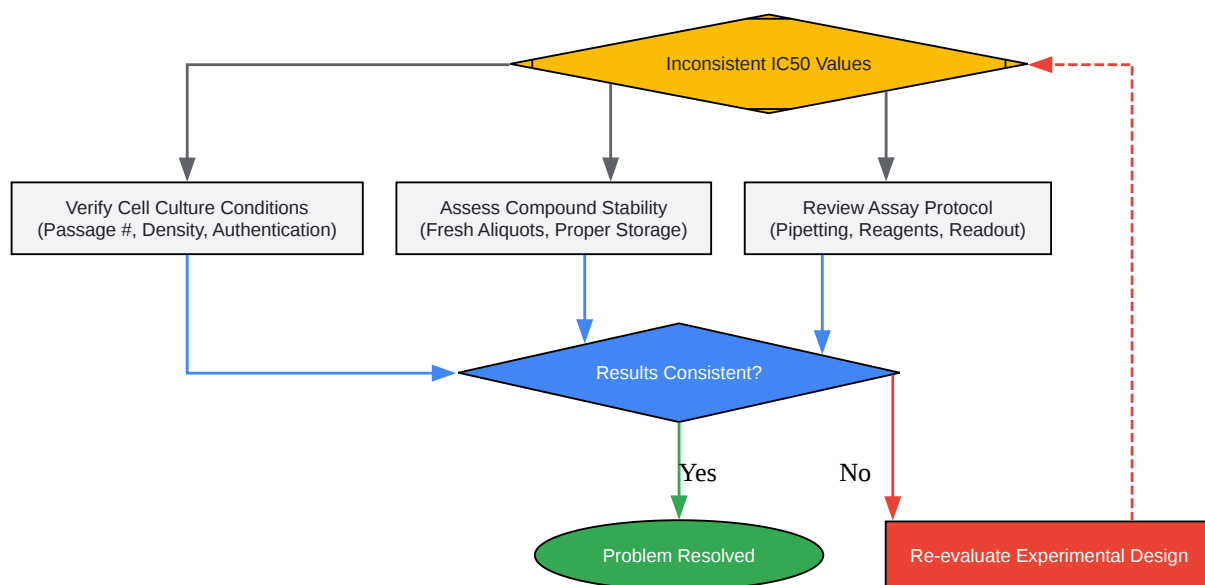 Inconsistent IC50 Values
Verify Cell Culture Conditions
(Passage #, Density, Authentication)
Assess Compound Stability
(Fresh Aliquots, Proper Storage)
Review Assay Protocol
(Pipetting, Reagents, Readout)
Results Consistent?
Yes
No
Problem Resolved
Re-evaluate Experimental Design